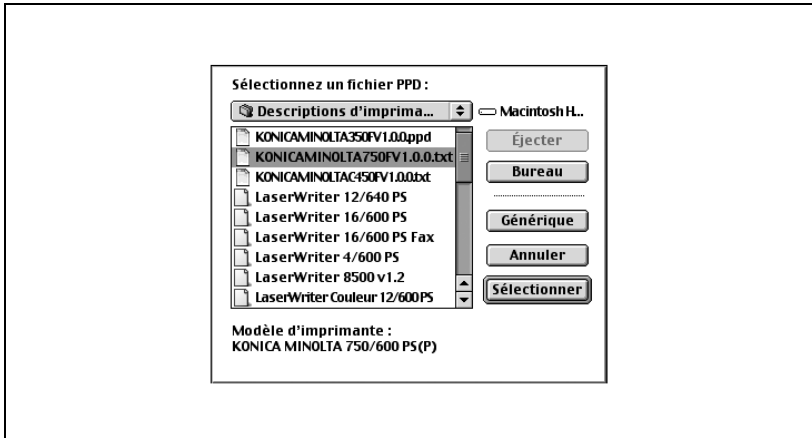 Sélectionnez un fichier PPD :
Descriptions d'imprima...
Macintosh H...
KONICAMINOLTA350FV1.0.0.ppd
KONICAMINOLTA750FV1.0.0.txt
KONICAMINOLTAC450FV1.0.0.txt
LaserWriter 12/640 PS
LaserWriter 16/600 PS
LaserWriter 16/600 PS Fax
LaserWriter 4/600 PS
LaserWriter 8500 v1.2
LaserWriter Couleur 12/600 PS
Éjecter
Bureau
Générique
Annuler
Sélectionner
Modèle d'imprimante :
KONICA MINOLTA 750/600 PS(P)